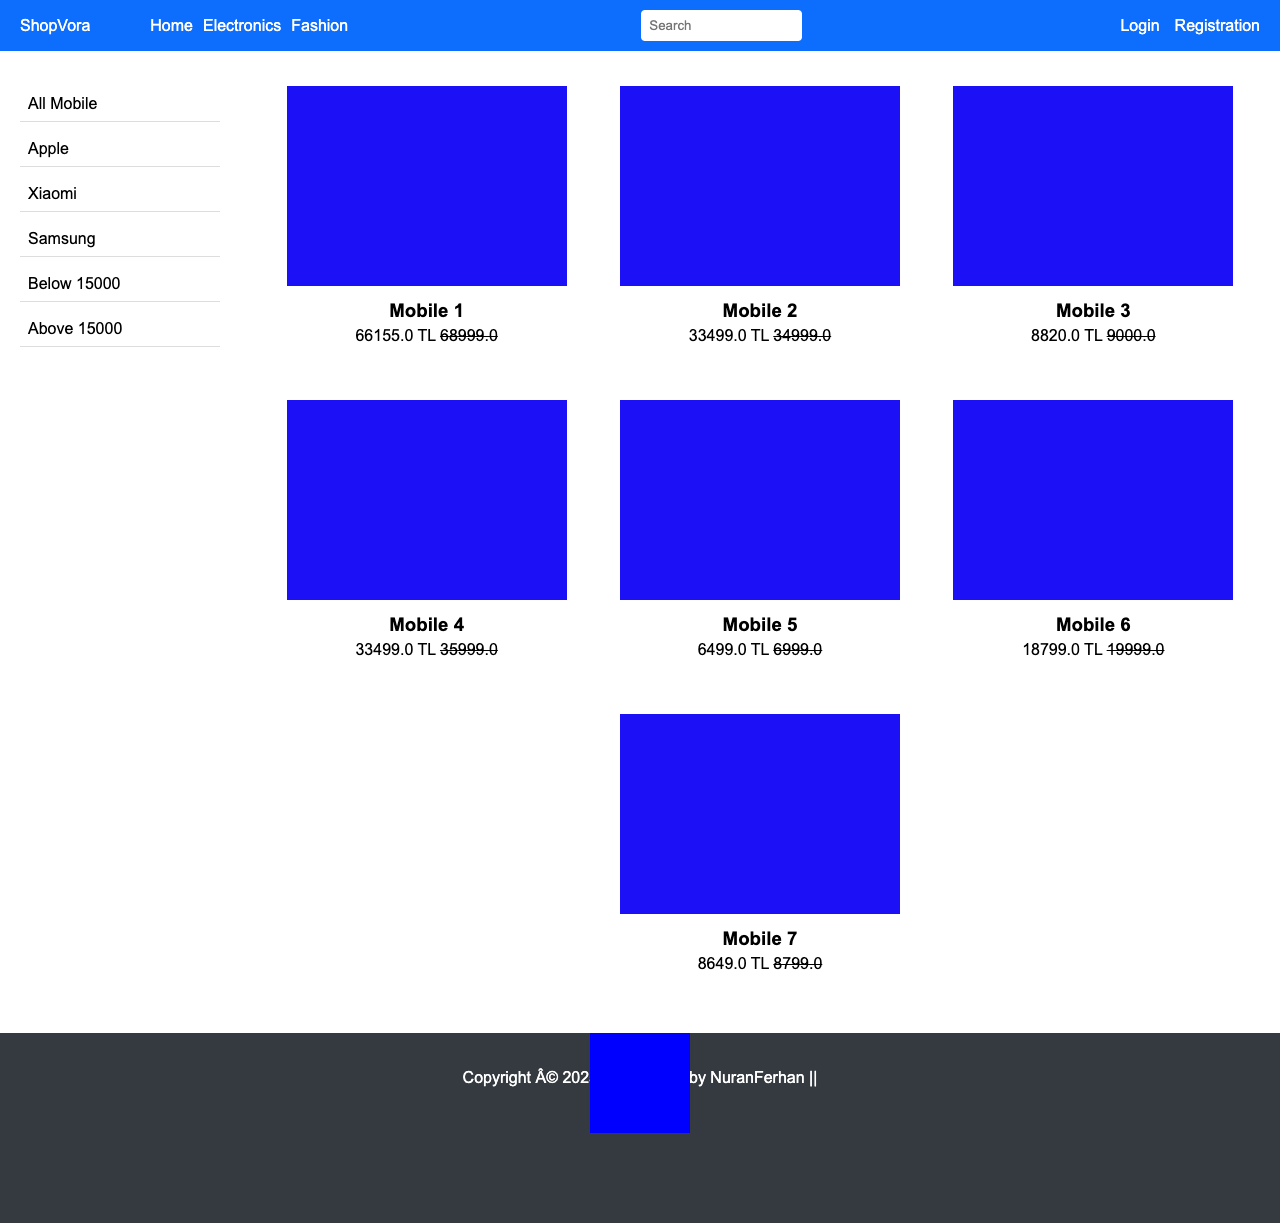 ShopVora Home Electronics Fashion Search Login Registration
All Mobile
Apple
Xiaomi
Samsung
Below 15000
Above 15000
Mobile 1
66155.0 TL 68999.0
Mobile 2
33499.0 TL 34999.0
Mobile 3
8820.0 TL 9000.0
Mobile 4
33499.0 TL 35999.0
Mobile 5
6499.0 TL 6999.0
Mobile 6
18799.0 TL 19999.0
Mobile 7
8649.0 TL 8799.0
Copyright Â© by NuranFerhan ||